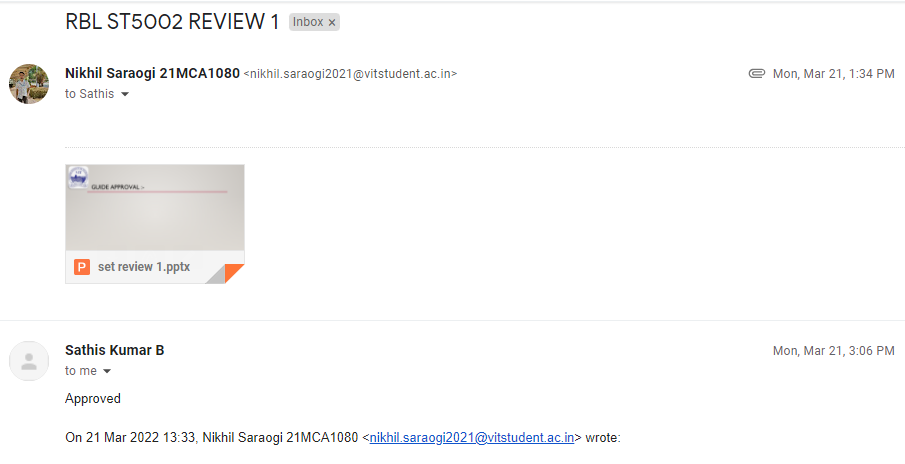 RBL ST5002 REVIEW 1 Inbox ×
Nikhil Saraogi 21MCA1080 <nikhil.saraogi2021@vitstudent.ac.in> Mon, Mar 21, 1:34 PM
to Sathis
GUIDE APPROVAL :-
P set review 1.pptx
Sathis Kumar B Mon, Mar 21, 3:06 PM
to me
Approved
On 21 Mar 2022 13:33, Nikhil Saraogi 21MCA1080 <nikhil.saraogi2021@vitstudent.ac.in> wrote: